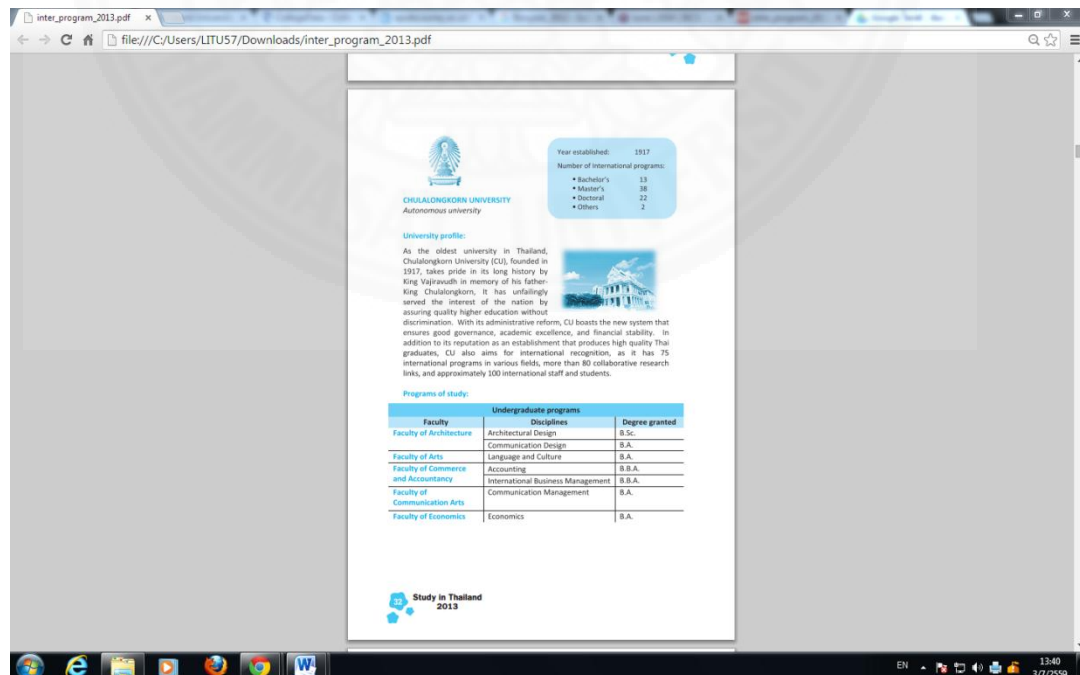 inter_program_2013.pdf
file:///C:/Users/LITU57/Downloads/inter_program_2013.pdf
CHULALONGKORN UNIVERSITY
Autonomous university
Year established: 1917
Number of international programs:
• Bachelor's 13
• Master's 38
• Doctoral 22
• Others 2
University profile:
As the oldest university in Thailand,
Chulalongkorn University (CU), founded in
1917, takes pride in its long history by
King Vajiravudh in memory of his father-
King Chulalongkorn, It has unfailingly
served the interest of the nation by
assuring quality higher education without
discrimination. With its administrative reform, CU boasts the new system that
ensures good governance, academic excellence, and financial stability. In
addition to its reputation as an establishment that produces high quality Thai
graduates, CU also aims for international recognition, as it has 75
international programs in various fields, more than 80 collaborative research
links, and approximately 100 international staff and students.
Programs of study:
Undergraduate programs
Faculty Disciplines Degree granted
Faculty of Architecture Architectural Design B.Sc.
Communication Design B.A.
Faculty of Arts Language and Culture B.A.
Faculty of Commerce Accounting B.B.A.
and Accountancy International Business Management B.B.A.
Faculty of Communication Management B.A.
Communication Arts
Faculty of Economics Economics B.A.
32 Study in Thailand
2013
EN 13:40
3/7/2559